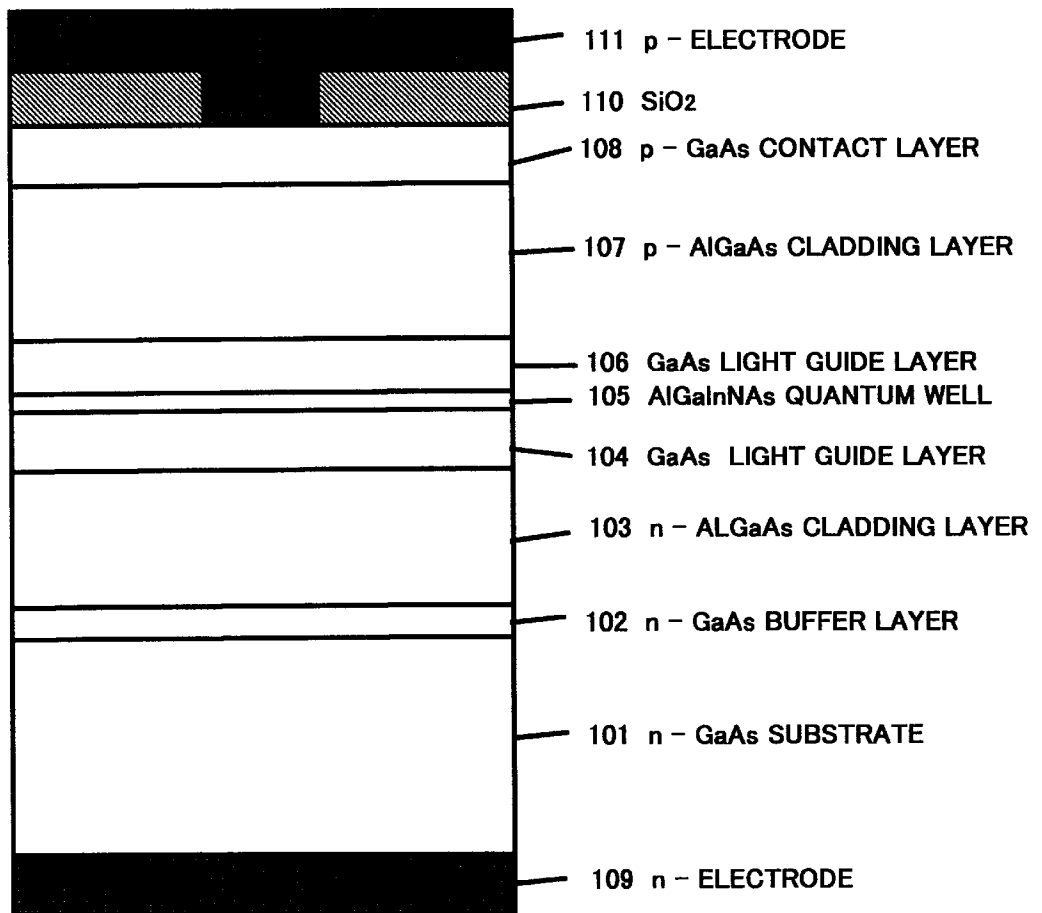 111 p - ELECTRODE
110 SiO2
108 p - GaAs CONTACT LAYER
107 p - AlGaAs CLADDING LAYER
106 GaAs LIGHT GUIDE LAYER
105 AlGaInNAs QUANTUM WELL
104 GaAs LIGHT GUIDE LAYER
103 n - ALGaAs CLADDING LAYER
102 n - GaAs BUFFER LAYER
101 n - GaAs SUBSTRATE
109 n - ELECTRODE